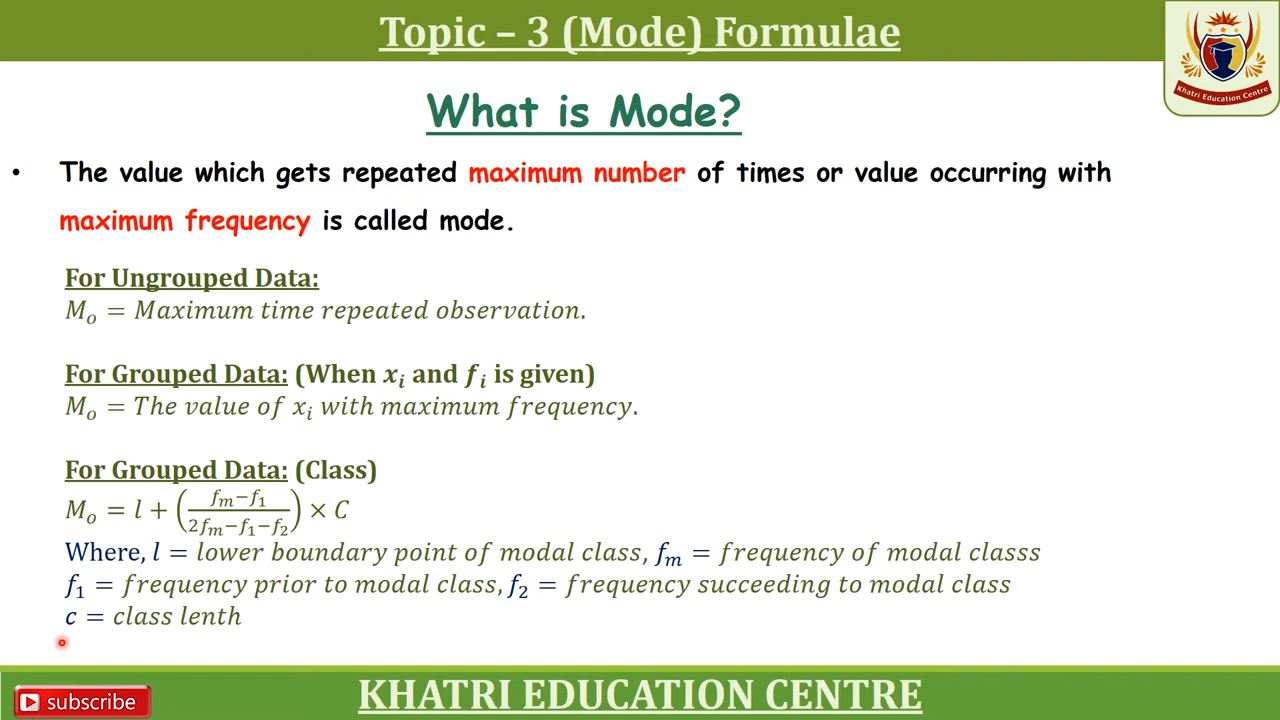 Topic – 3 (Mode) Formulae
Khatri Education Centre
What is Mode?
• The value which gets repeated maximum number of times or value occurring with
maximum frequency is called mode.
For Ungrouped Data:
Mₒ = Maximum time repeated observation.
For Grouped Data: (When xᵢ and fᵢ is given)
Mₒ = The value of xᵢ with maximum frequency.
For Grouped Data: (Class)
Mₒ = l + ((fₘ−f₁)/(2fₘ−f₁−f₂)) × C
Where, l = lower boundary point of modal class, fₘ = frequency of modal classs
f₁ = frequency prior to modal class, f₂ = frequency succeeding to modal class
c = class lenth
subscribe
KHATRI EDUCATION CENTRE